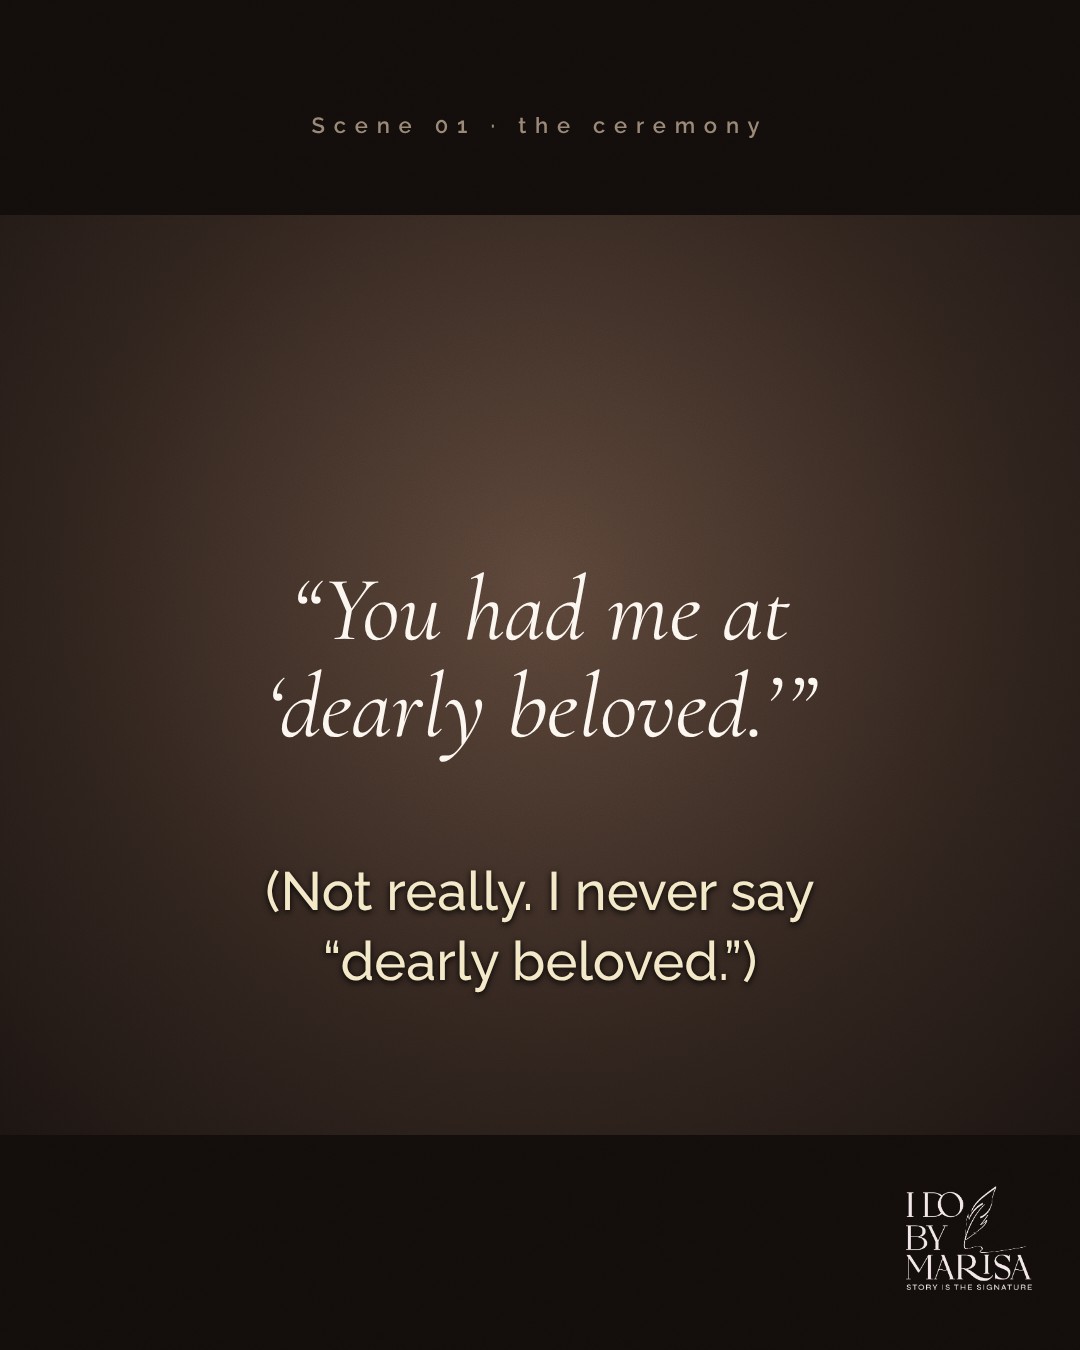 Scene 01 · the ceremony
“You had me at
‘dearly beloved.’”
(Not really. I never say
“dearly beloved.”)
I DO
BY
MARISA
STORY IS THE SIGNATURE